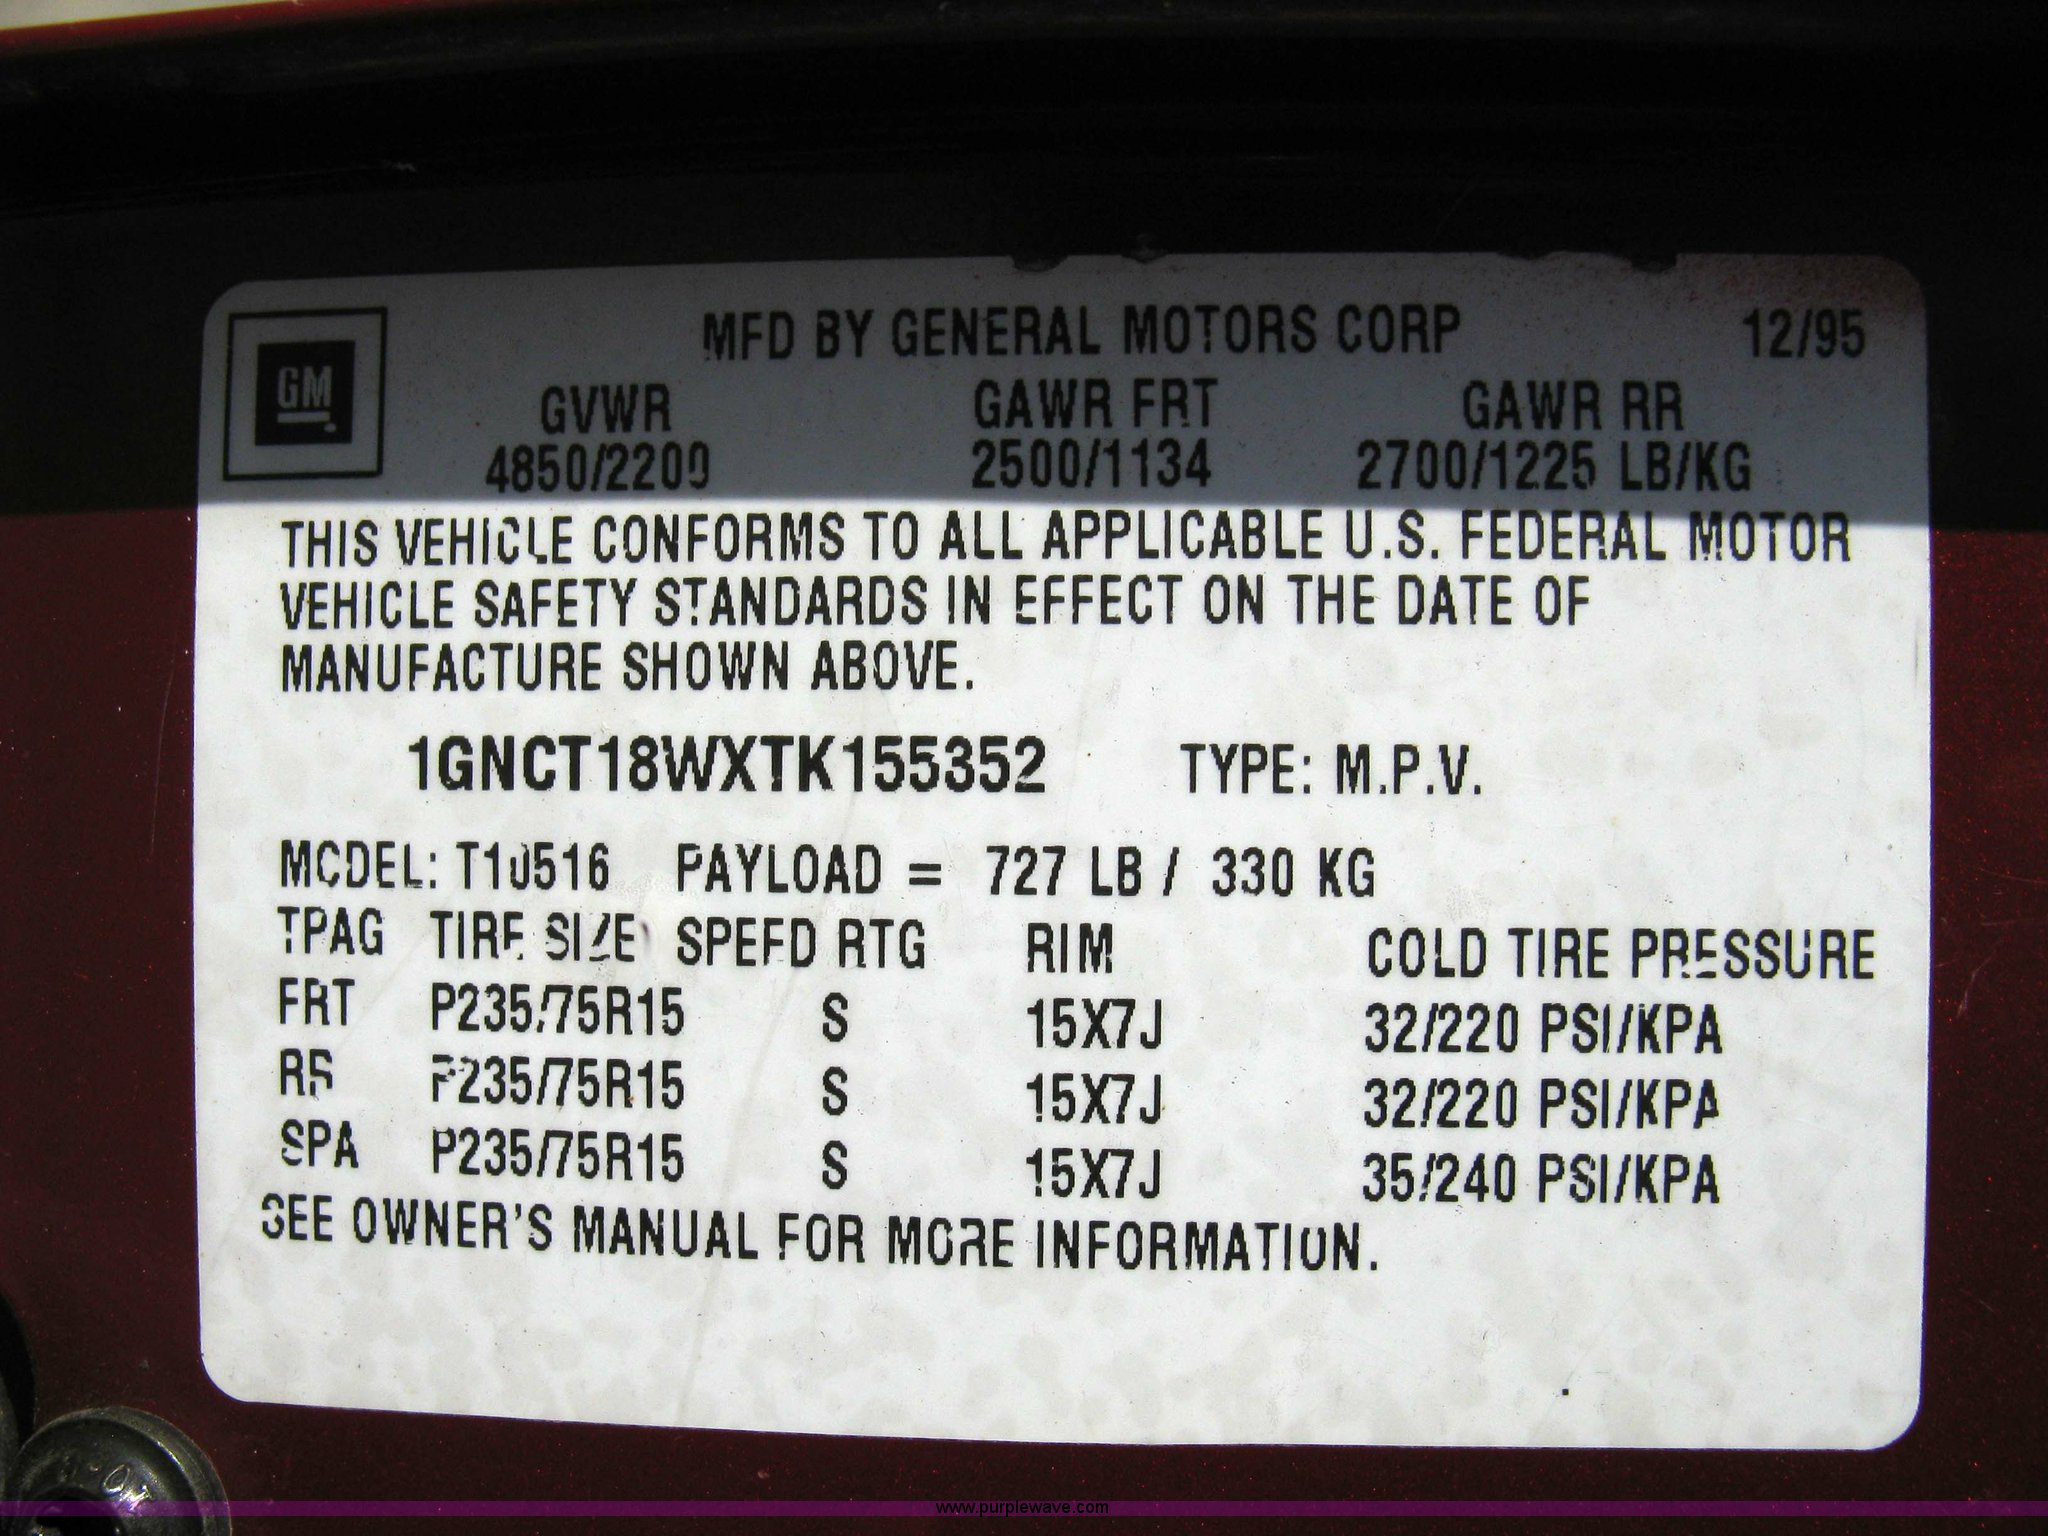 GM
MFD BY GENERAL MOTORS CORP 12/95
GVWR GAWR FRT GAWR RR
4850/2200 2500/1134 2700/1225 LB/KG
THIS VEHICLE CONFORMS TO ALL APPLICABLE U.S. FEDERAL MOTOR
VEHICLE SAFETY STANDARDS IN EFFECT ON THE DATE OF
MANUFACTURE SHOWN ABOVE.
1GNCT18WXTK155352 TYPE: M.P.V.
MODEL: T10516 PAYLOAD = 727 LB / 330 KG
TPAG TIRE SIZE SPEED RTG RIM COLD TIRE PRESSURE
FRT P235/75R15 S 15X7J 32/220 PSI/KPA
RR P235/75R15 S 15X7J 32/220 PSI/KPA
SPA P235/75R15 S 15X7J 35/240 PSI/KPA
SEE OWNER'S MANUAL FOR MORE INFORMATION.
www.purplewave.com